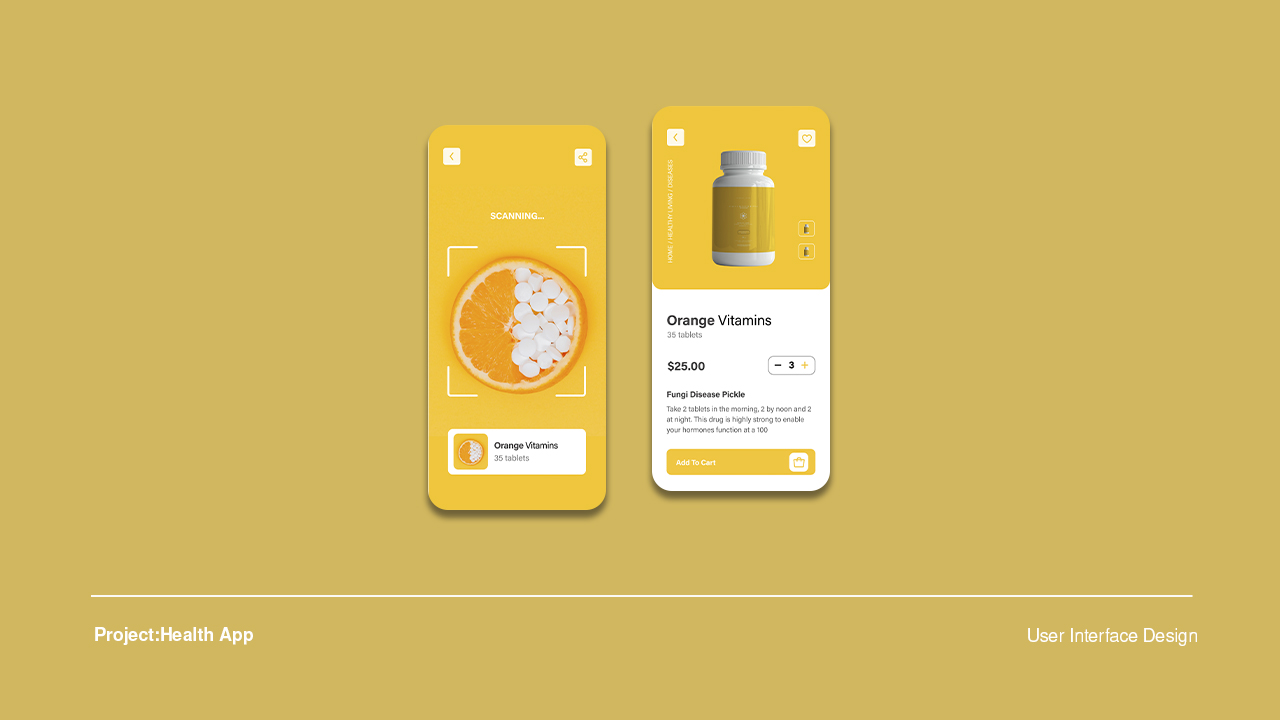 SCANNING...
Orange Vitamins
35 tablets
HOME / HEALTHY LIVING / DISEASES
Orange Vitamins
35 tablets
$25.00
3
Fungi Disease Pickle
Take 2 tablets in the morning, 2 by noon and 2
at night. This drug is highly strong to enable
your hormones function at a 100
Add To Cart
Project:Health App
User Interface Design